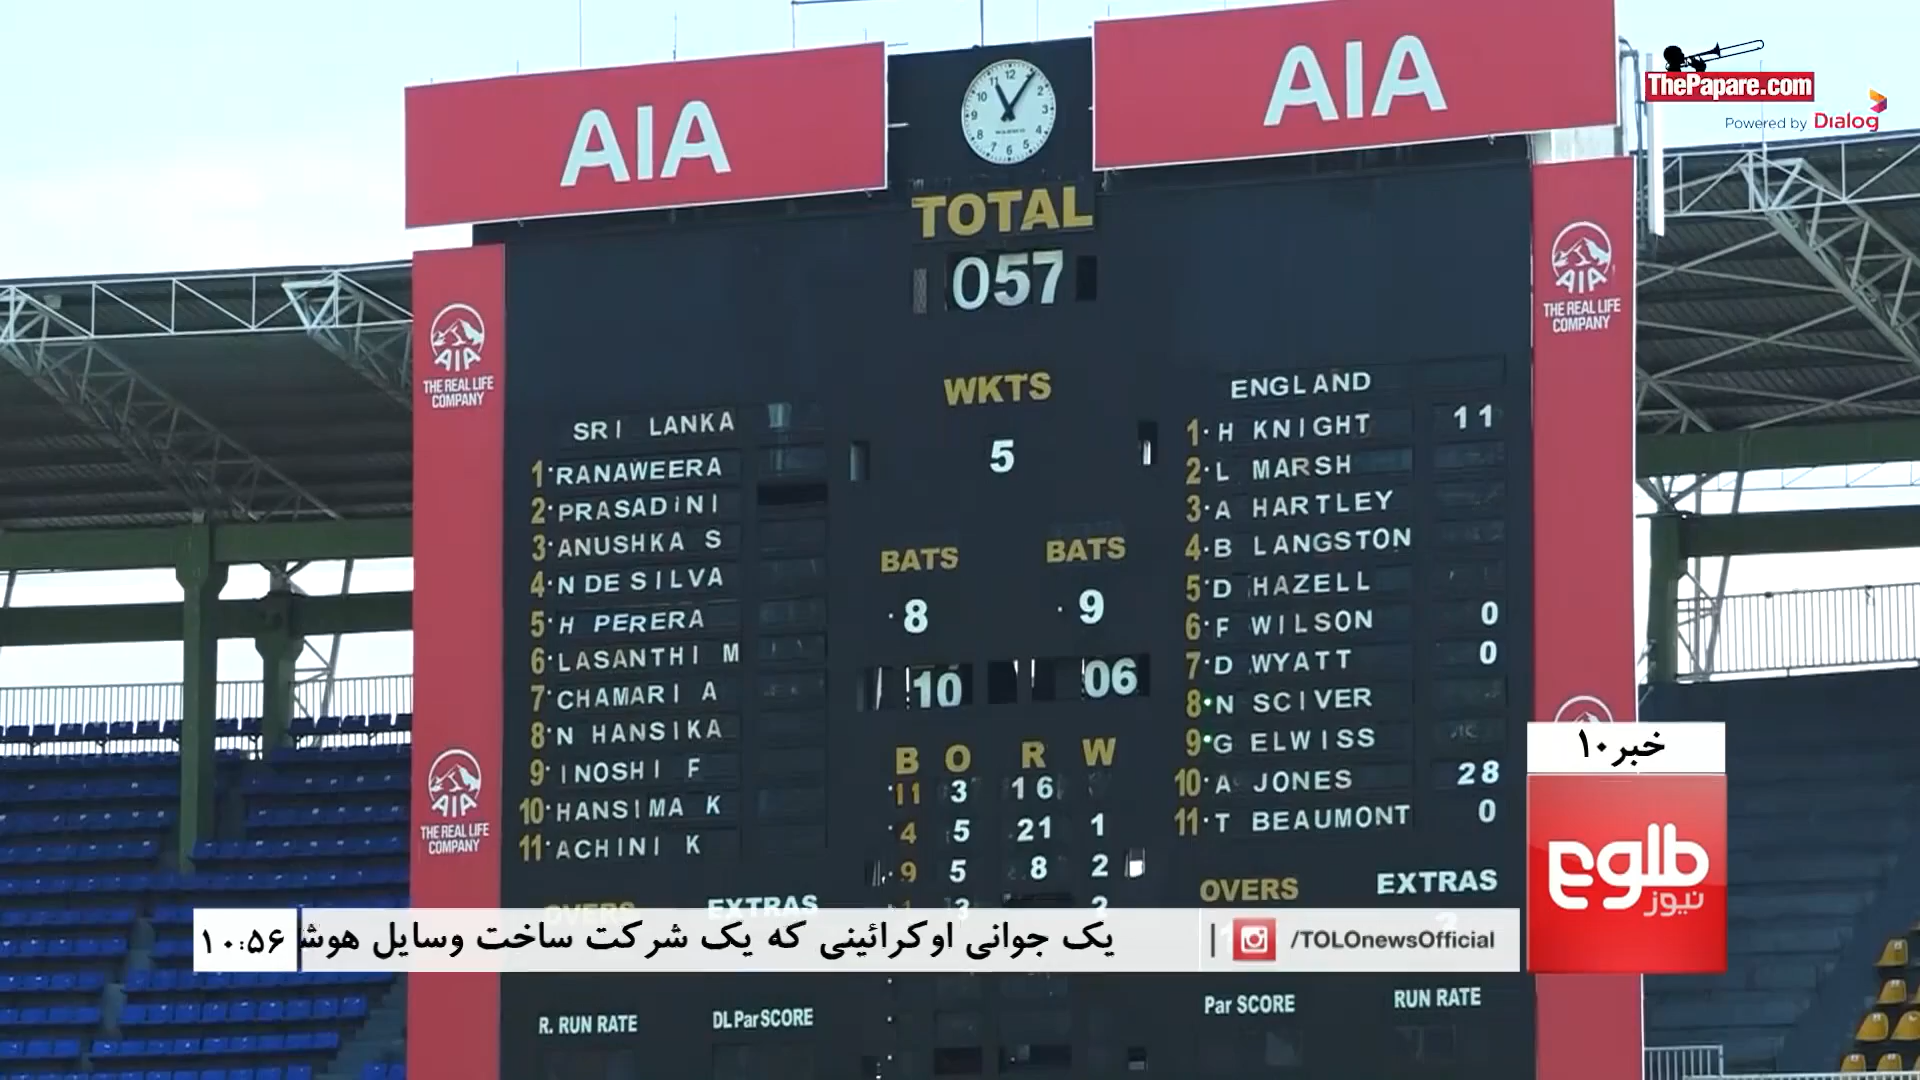 AIA
AIA
ThePapare.com
Powered by Dialog
TOTAL
057
WKTS
5
BATS BATS
8 9
10 06
B O R W
11 3 16
4 5 21 1
9 5 8 2
1 3 2
SRI LANKA
1 RANAWEERA
2 PRASADINI
3 ANUSHKA S
4 N DE SILVA
5 H PERERA
6 LASANTHI M
7 CHAMARI A
8 N HANSIKA
9 INOSHI F
10 HANSIMA K
11 ACHINI K
OVERS EXTRAS
ENGLAND
1 H KNIGHT 11
2 L MARSH
3 A HARTLEY
4 B LANGSTON
5 D HAZELL
6 F WILSON 0
7 D WYATT 0
8 N SCIVER
9 G ELWISS
10 A JONES 28
11 T BEAUMONT 0
OVERS EXTRAS
R. RUN RATE
DL Par SCORE
Par SCORE
RUN RATE
AIA
THE REAL LIFE
COMPANY
AIA
THE REAL LIFE
COMPANY
AIA
THE REAL LIFE
COMPANY
خبر۱۰
طلوع
نیوز
یک جوانی اوکرائینی که یک شرکت ساخت وسایل هوش
۱۰:۵۶
/TOLOnewsOfficial